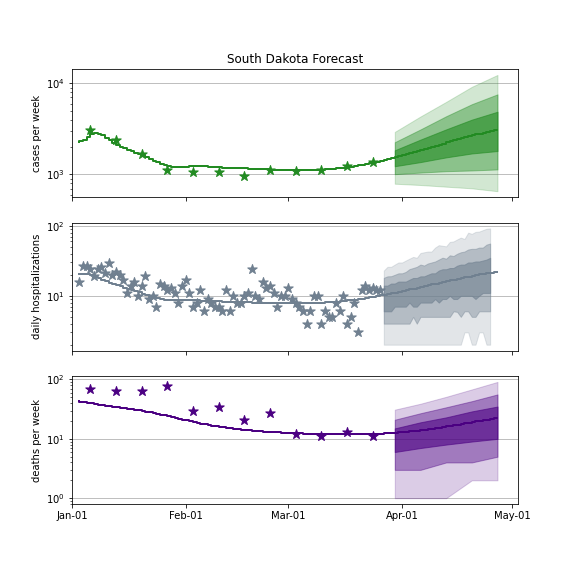 South Dakota Forecast
10⁴
10³
cases per week
10²
10¹
daily hospitalizations
10²
10¹
10⁰
deaths per week
Jan-01 Feb-01 Mar-01 Apr-01 May-01